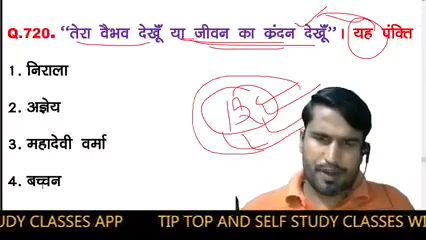 Q.720. “तेरा वैभव देखूँ या जीवन का क्रंदन देखूँ”। यह पंक्ति
1. निराला
2. अज्ञेय
3. महादेवी वर्मा
4. बच्चन
STUDY CLASSES APP TIP TOP AND SELF STUDY CLASSES WI